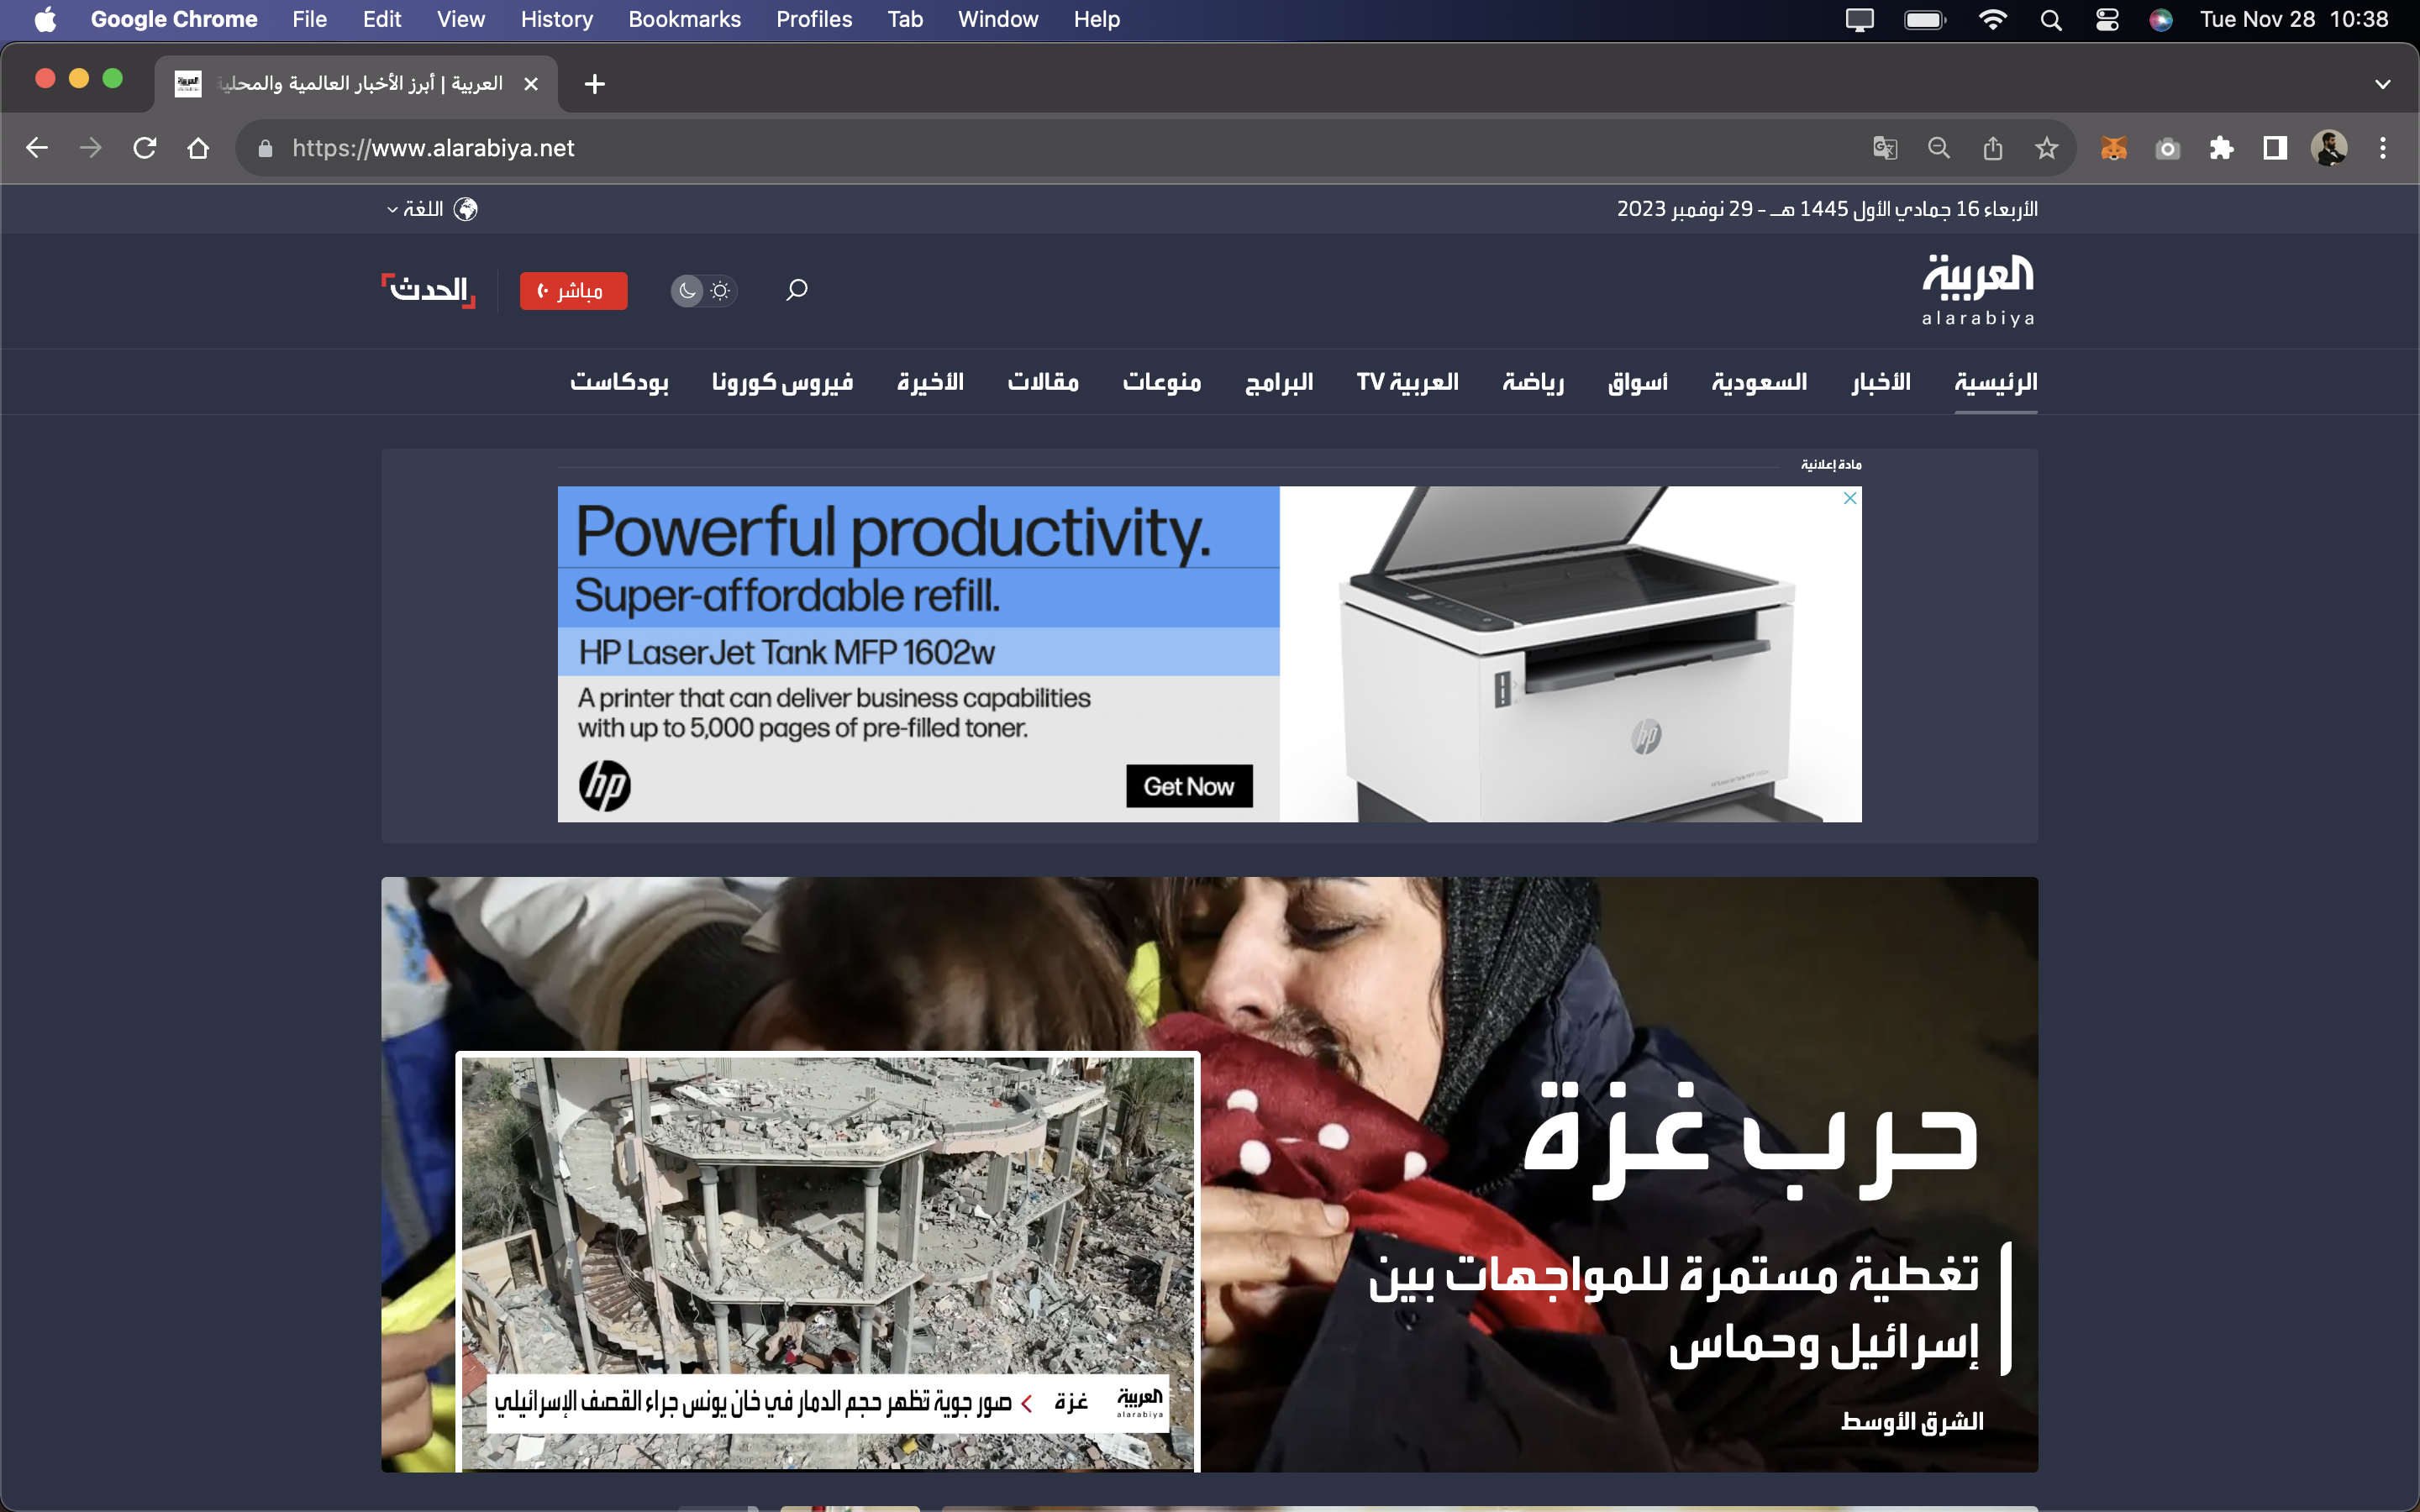 Google Chrome File Edit View History Bookmarks Profiles Tab Window Help Tue Nov 28 10:38
العربية | أبرز الأخبار العالمية والمحلية
https://www.alarabiya.net
الأربعاء 16 جمادي الأول 1445 هـ - 29 نوفمبر 2023
اللغة
العربية
alarabiya
مباشر
الحدث
الرئيسية الأخبار السعودية أسواق رياضة العربية TV البرامج منوعات مقالات الأخيرة فيروس كورونا بودكاست
مادة إعلانية
Powerful productivity.
Super-affordable refill.
HP LaserJet Tank MFP 1602w
A printer that can deliver business capabilities
with up to 5,000 pages of pre-filled toner.
hp
Get Now
hp
حرب غزة
تغطية مستمرة للمواجهات بين
إسرائيل وحماس
الشرق الأوسط
العربية
alarabiya
غزة
صور جوية تظهر حجم الدمار في خان يونس جراء القصف الإسرائيلي